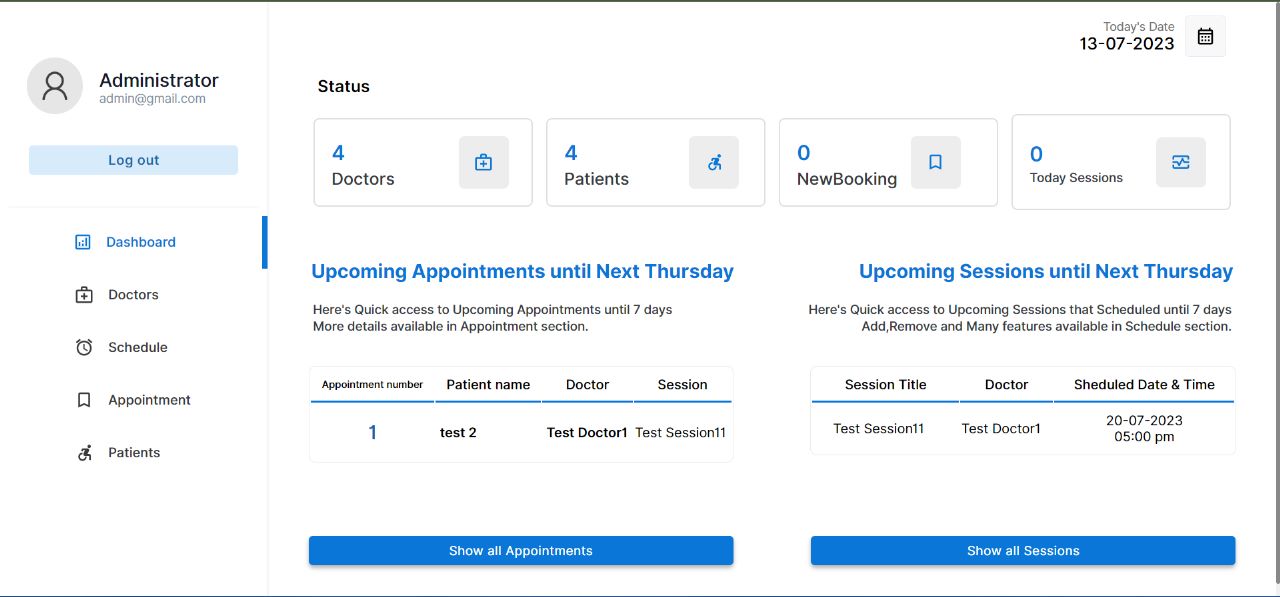 Today's Date
13-07-2023
Administrator
admin@gmail.com
Log out
Dashboard
Doctors
Schedule
Appointment
Patients
Status
4
Doctors
4
Patients
0
NewBooking
0
Today Sessions
Upcoming Appointments until Next Thursday
Here's Quick access to Upcoming Appointments until 7 days
More details available in Appointment section.
Appointment number Patient name Doctor Session
1 test 2 Test Doctor1 Test Session11
Show all Appointments
Upcoming Sessions until Next Thursday
Here's Quick access to Upcoming Sessions that Scheduled until 7 days
Add,Remove and Many features available in Schedule section.
Session Title Doctor Sheduled Date & Time
Test Session11 Test Doctor1 20-07-2023
05:00 pm
Show all Sessions